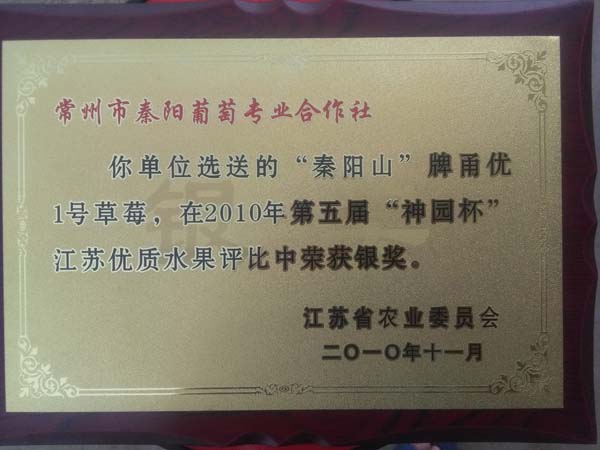 常州市秦阳葡萄专业合作社
你单位选送的“秦阳山”牌甬优
1号草莓，在2010年第五届“神园杯”
江苏优质水果评比中荣获银奖。
江苏省农业委员会
二〇一〇年十一月